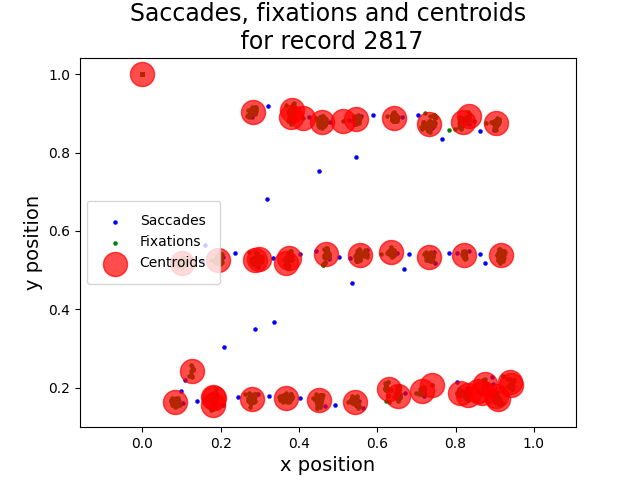 Saccades, fixations and centroids
for record 2817
1.0
0.8
0.6
0.4
0.2
y position
Saccades
Fixations
Centroids
0.0 0.2 0.4 0.6 0.8 1.0
x position